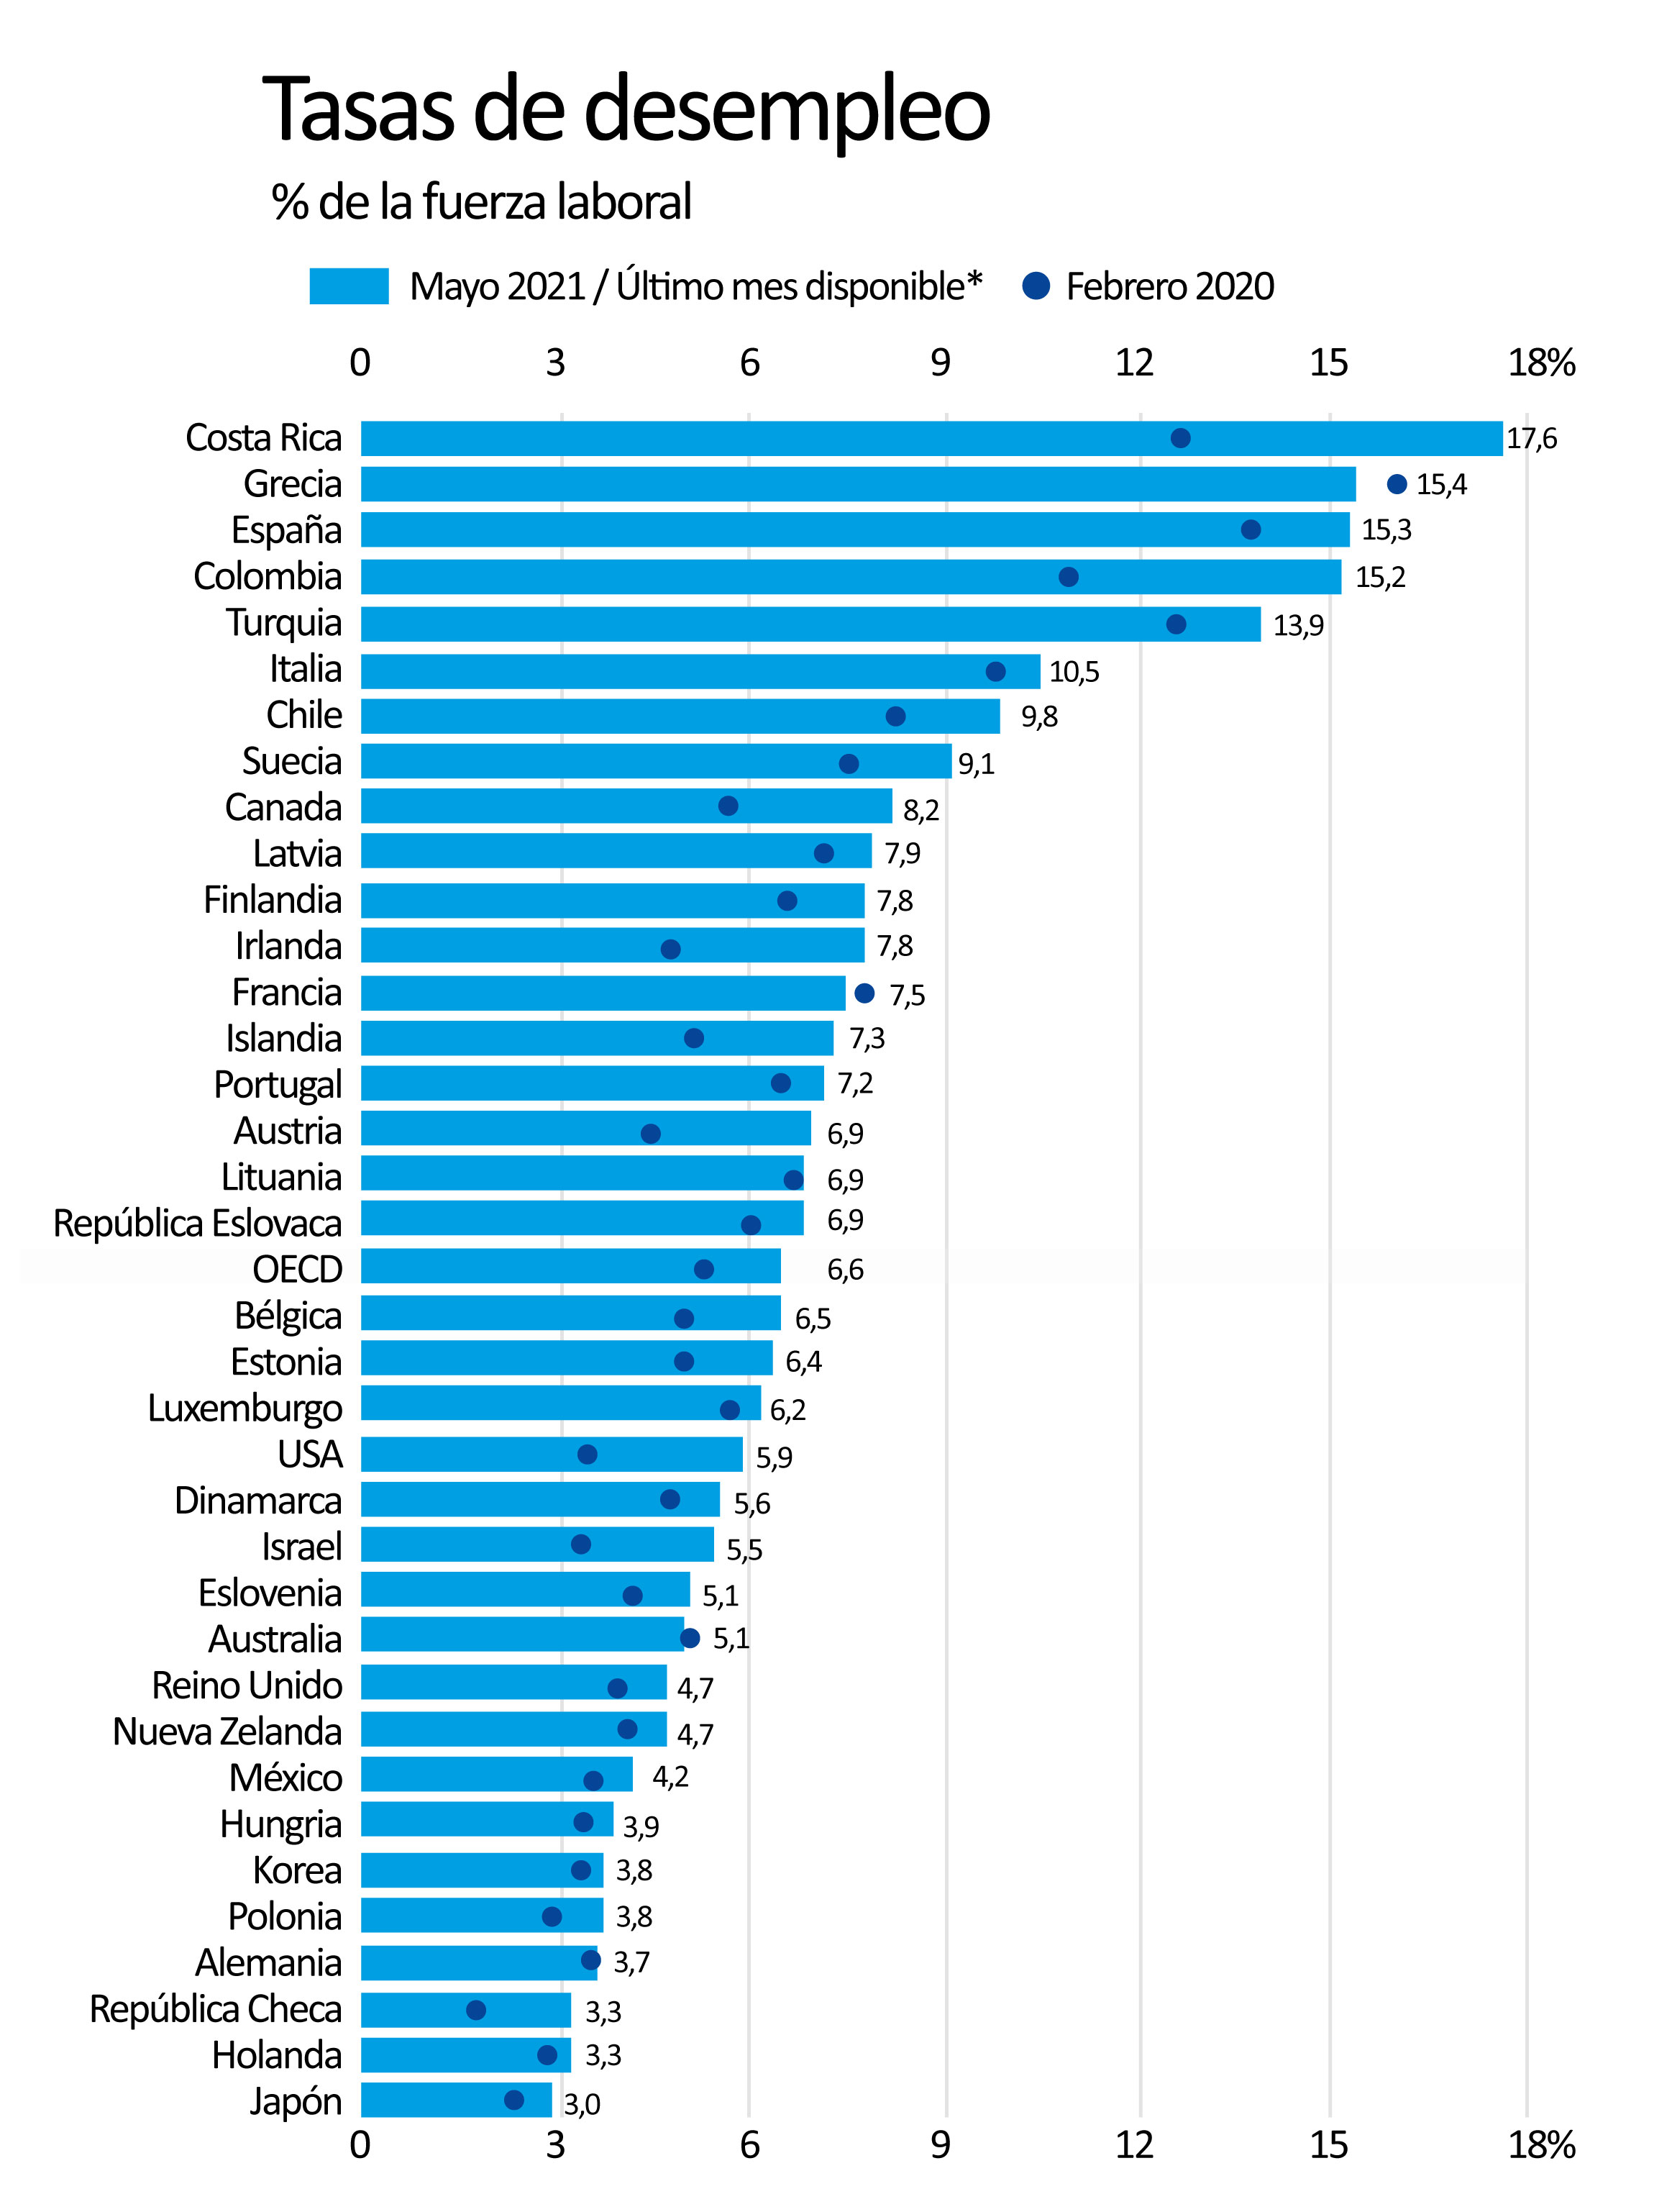 Tasas de desempleo
% de la fuerza laboral
Mayo 2021 / Último mes disponible* Febrero 2020
0 3 6 9 12 15 18%
Costa Rica 17,6
Grecia 15,4
España 15,3
Colombia 15,2
Turquia 13,9
Italia 10,5
Chile 9,8
Suecia 9,1
Canada 8,2
Latvia 7,9
Finlandia 7,8
Irlanda 7,8
Francia 7,5
Islandia 7,3
Portugal 7,2
Austria 6,9
Lituania 6,9
República Eslovaca 6,9
OECD 6,6
Bélgica 6,5
Estonia 6,4
Luxemburgo 6,2
USA 5,9
Dinamarca 5,6
Israel 5,5
Eslovenia 5,1
Australia 5,1
Reino Unido 4,7
Nueva Zelanda 4,7
México 4,2
Hungria 3,9
Korea 3,8
Polonia 3,8
Alemania 3,7
República Checa 3,3
Holanda 3,3
Japón 3,0
0 3 6 9 12 15 18%